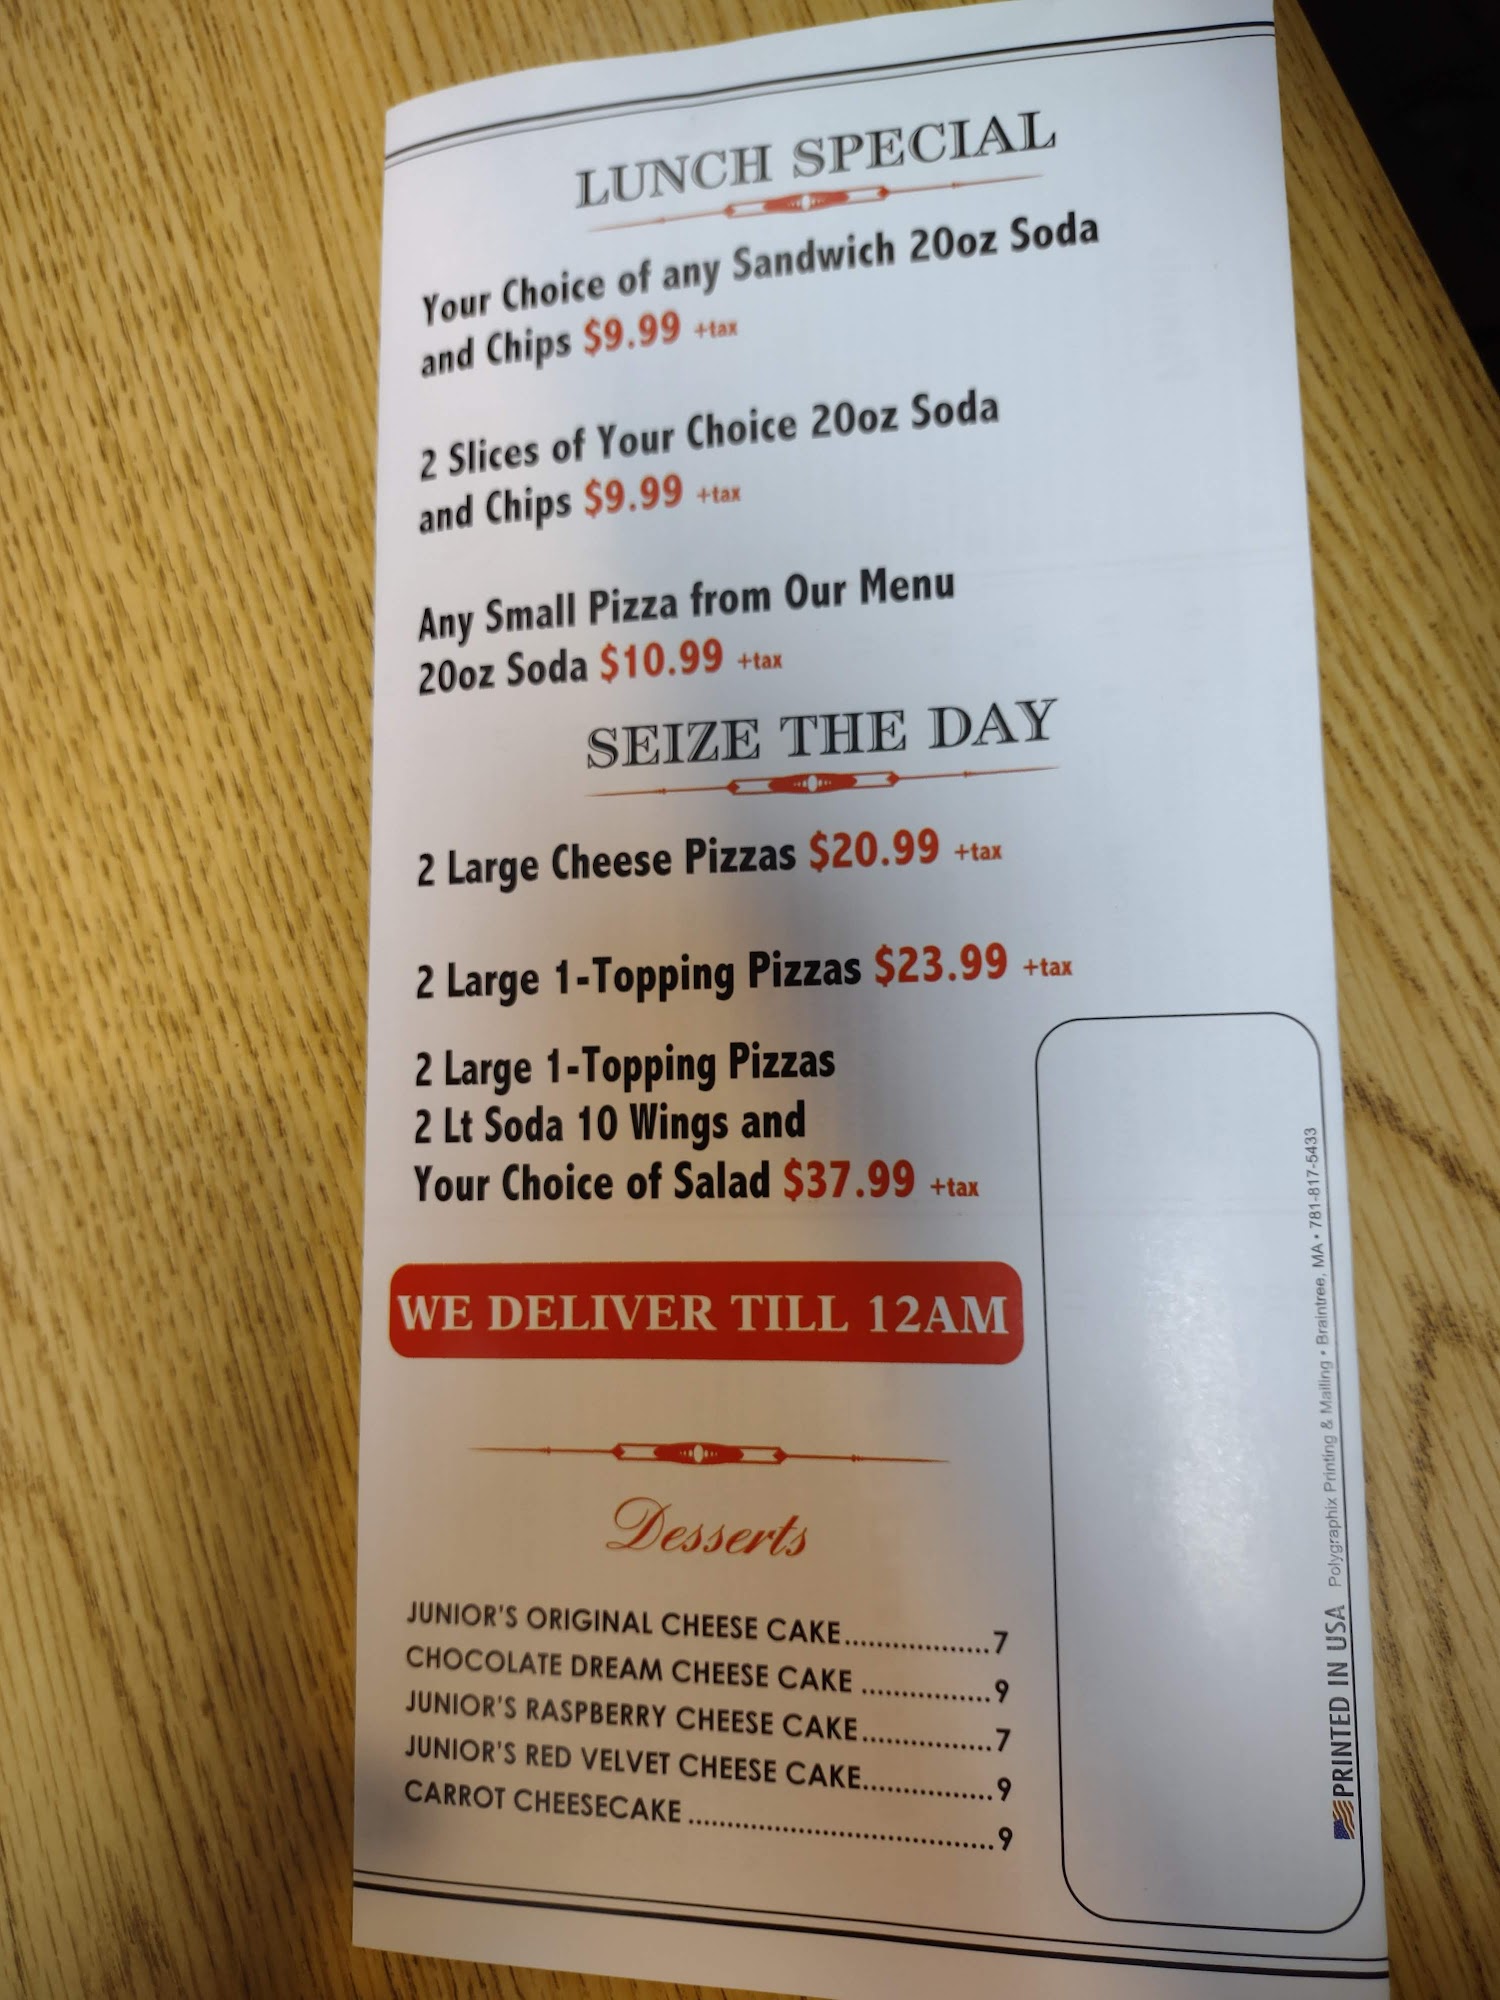 LUNCH SPECIAL
Your Choice of any Sandwich 20oz Soda
and Chips $9.99 +tax
2 Slices of Your Choice 20oz Soda
and Chips $9.99 +tax
Any Small Pizza from Our Menu
20oz Soda $10.99 +tax
SEIZE THE DAY
2 Large Cheese Pizzas $20.99 +tax
2 Large 1-Topping Pizzas $23.99 +tax
2 Large 1-Topping Pizzas
2 Lt Soda 10 Wings and
Your Choice of Salad $37.99 +tax
WE DELIVER TILL 12AM
Desserts
JUNIOR'S ORIGINAL CHEESE CAKE..................7
CHOCOLATE DREAM CHEESE CAKE ................9
JUNIOR'S RASPBERRY CHEESE CAKE................7
JUNIOR'S RED VELVET CHEESE CAKE................9
CARROT CHEESECAKE ......................................9
PRINTED IN USA Polygraphix Printing & Mailing • Braintree, MA • 781-817-5433